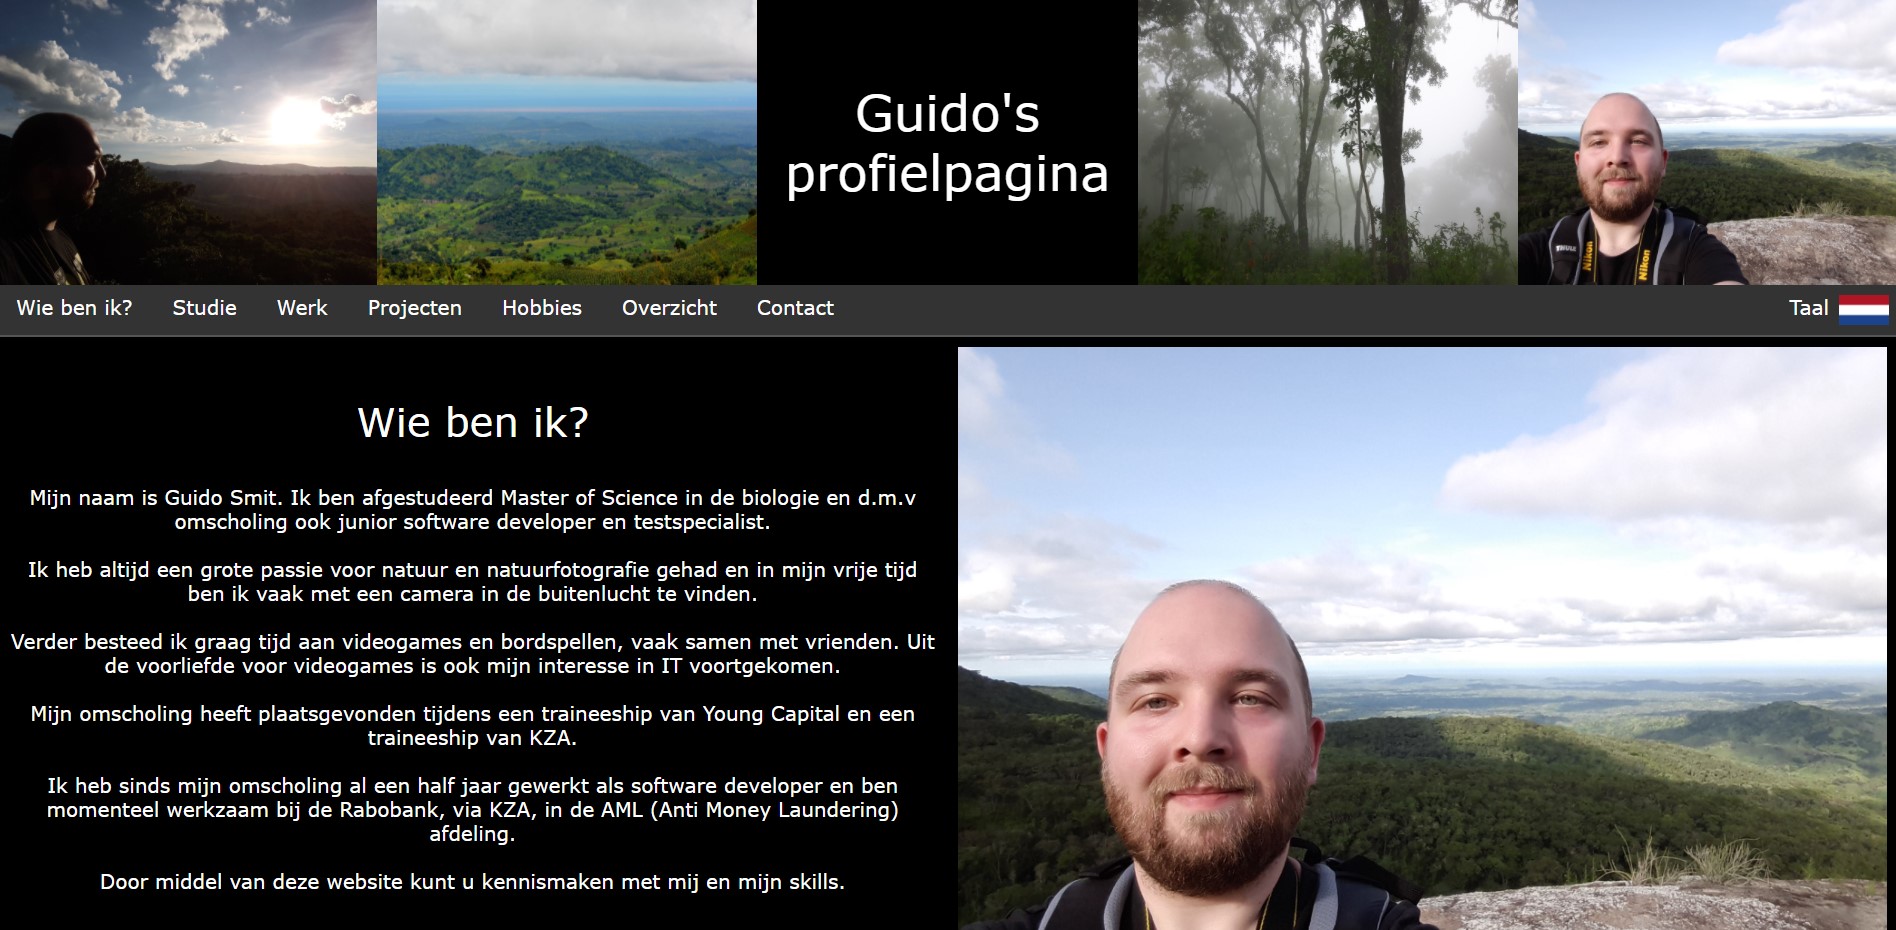 Guido's
profielpagina
THULE
Nikon
Nikon
Wie ben ik?
Studie
Werk
Projecten
Hobbies
Overzicht
Contact
Taal
Wie ben ik?
Mijn naam is Guido Smit. Ik ben afgestudeerd Master of Science in de biologie en d.m.v
omscholing ook junior software developer en testspecialist.
Ik heb altijd een grote passie voor natuur en natuurfotografie gehad en in mijn vrije tijd
ben ik vaak met een camera in de buitenlucht te vinden.
Verder besteed ik graag tijd aan videogames en bordspellen, vaak samen met vrienden. Uit
de voorliefde voor videogames is ook mijn interesse in IT voortgekomen.
Mijn omscholing heeft plaatsgevonden tijdens een traineeship van Young Capital en een
traineeship van KZA.
Ik heb sinds mijn omscholing al een half jaar gewerkt als software developer en ben
momenteel werkzaam bij de Rabobank, via KZA, in de AML (Anti Money Laundering)
afdeling.
Door middel van deze website kunt u kennismaken met mij en mijn skills.